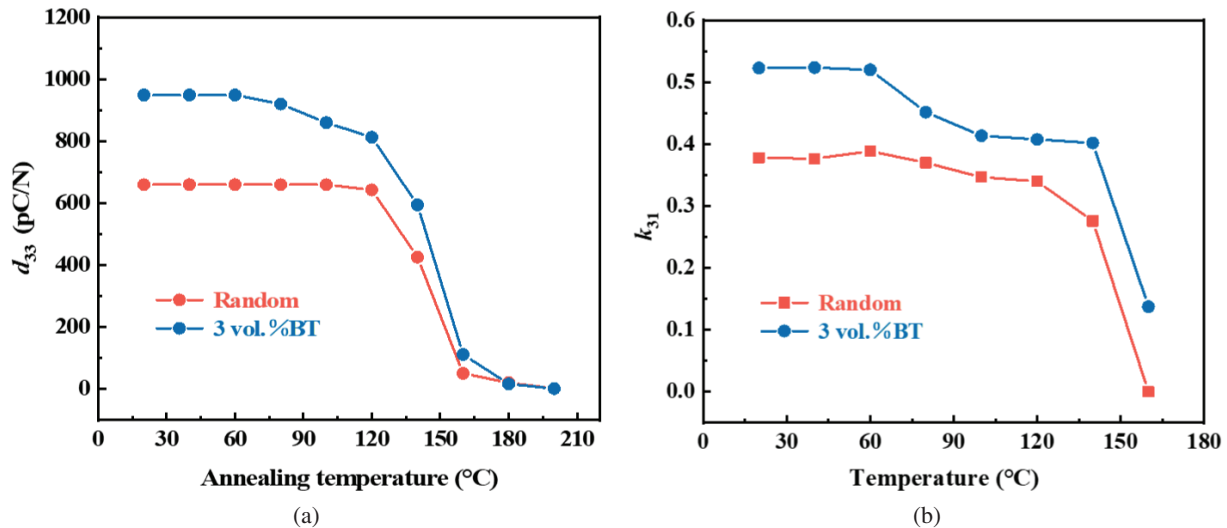 1200
1000
800
600
400
200
0
d33 (pC/N)
Random
3 vol.%BT
0 30 60 90 120 150 180 210
Annealing temperature (°C)
(a)
0.6
0.5
0.4
0.3
0.2
0.1
0.0
k31
Random
3 vol.%BT
0 30 60 90 120 150 180
Temperature (°C)
(b)